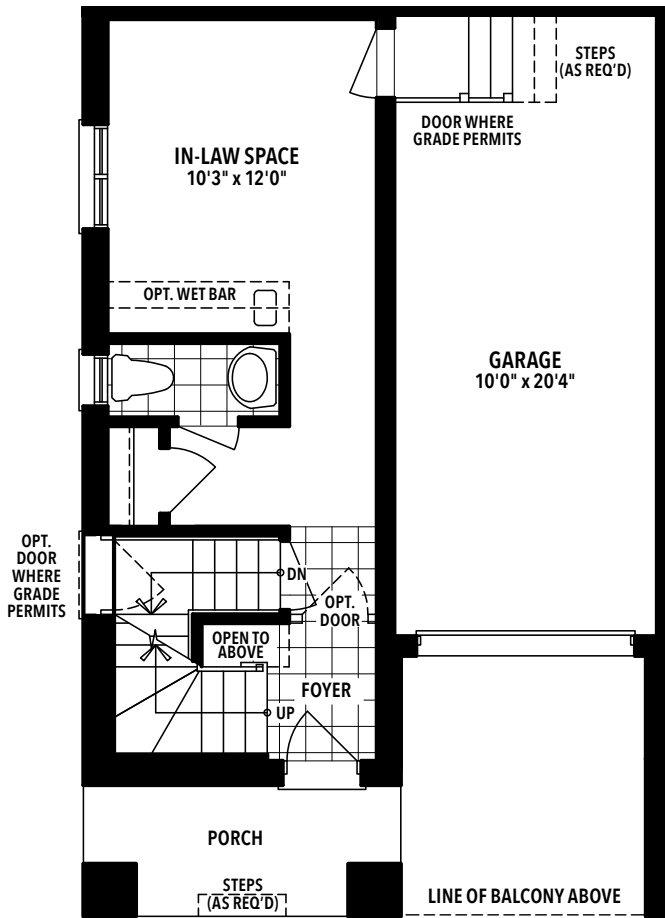 STEPS
(AS REQ'D)
DOOR WHERE
GRADE PERMITS
IN-LAW SPACE
10'3" x 12'0"
OPT. WET BAR
GARAGE
10'0" x 20'4"
OPT.
DOOR
WHERE
GRADE
PERMITS
DN
OPT.
DOOR
OPEN TO
ABOVE
FOYER
UP
PORCH
STEPS
(AS REQ'D)
LINE OF BALCONY ABOVE